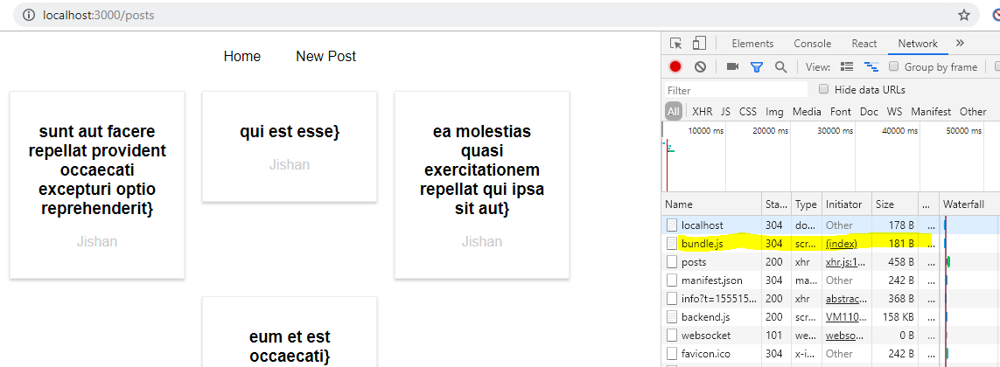 localhost:3000/posts
Home New Post
sunt aut facere
repellat provident
occaecati
excepturi optio
reprehenderit}
Jishan
qui est esse}
Jishan
ea molestias
quasi
exercitationem
repellat qui ipsa
sit aut}
Jishan
eum et est
occaecati}
Elements Console React Network »
View: Group by frame
Filter Hide data URLs
All XHR JS CSS Img Media Font Doc WS Manifest Other
10000 ms 20000 ms 30000 ms 40000 ms 50000 ms
Name Sta... Type Initiator Size ... Waterfall
localhost 304 do... Other 178 B ...
bundle.js 304 scr... (index) 181 B ...
posts 200 xhr xhr.js:1... 458 B ...
manifest.json 304 ma... Other 242 B ...
info?t=155515... 200 xhr abstrac... 368 B ...
backend.js 200 scr... VM110... 158 KB ...
websocket 101 we... webso... 0 B ...
favicon.ico 304 x-i... Other 242 B ...